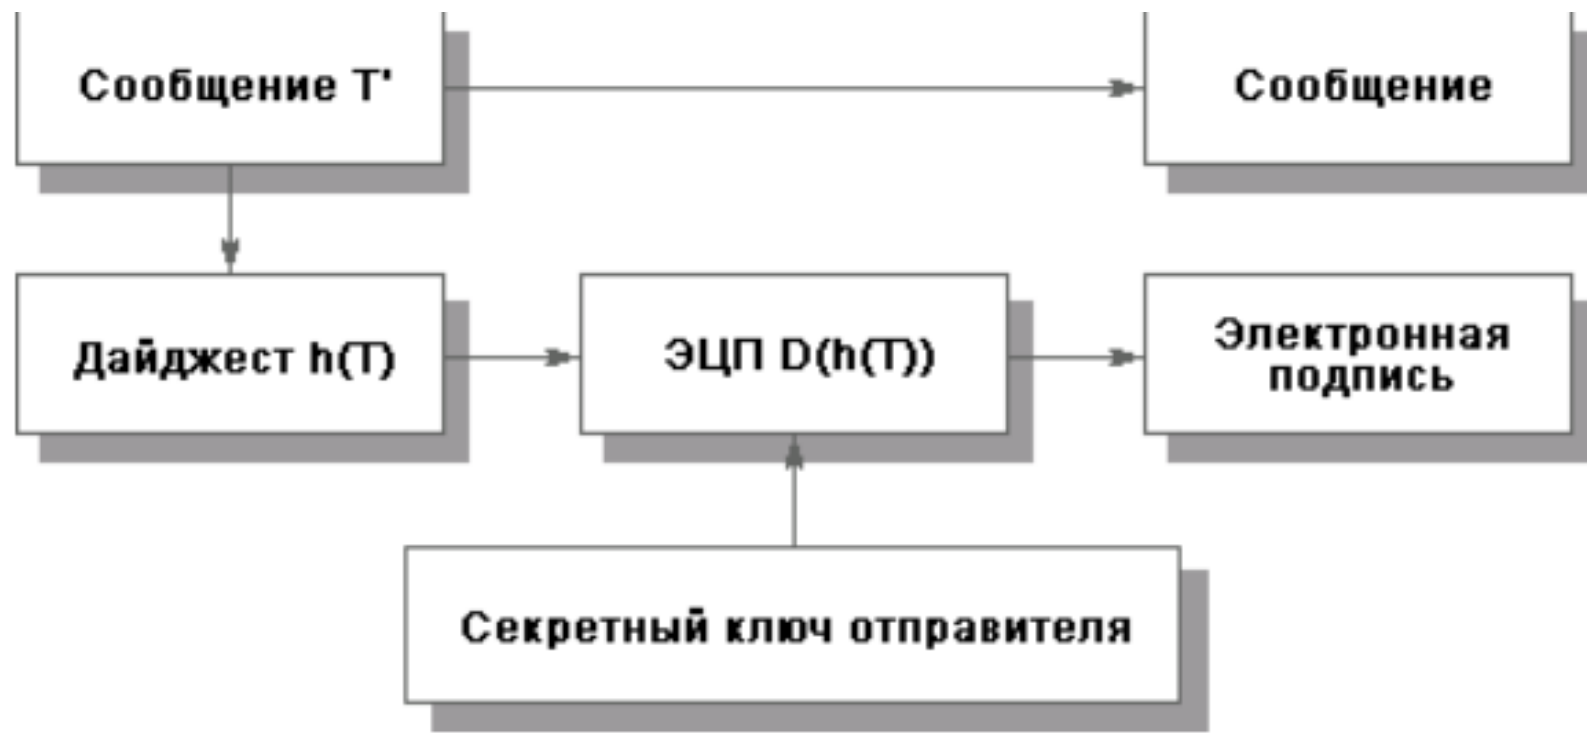 Сообщение T'
Сообщение
Дайджест h(T)
ЭЦП D(h(T))
Электронная
подпись
Секретный ключ отправителя